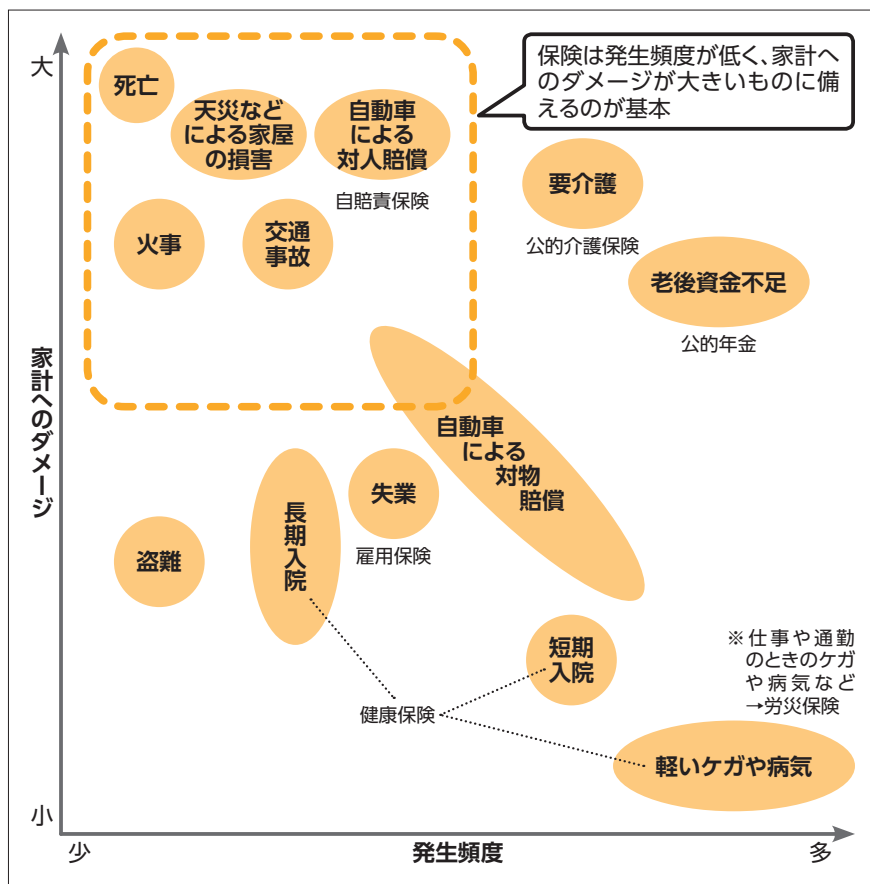 大
死亡
天災など
による家屋
の損害
自動車
による
対人賠償
自賠責保険
保険は発生頻度が低く、家計へ
のダメージが大きいものに備
えるのが基本
火事
交通
事故
要介護
公的介護保険
老後資金不足
公的年金
家計へのダメージ
自動車
による
対物
賠償
盗難
長期入院
失業
雇用保険
短期
入院
健康保険
※仕事や通勤
のときのケガ
や病気など
→労災保険
軽いケガや病気
小
少
発生頻度
多